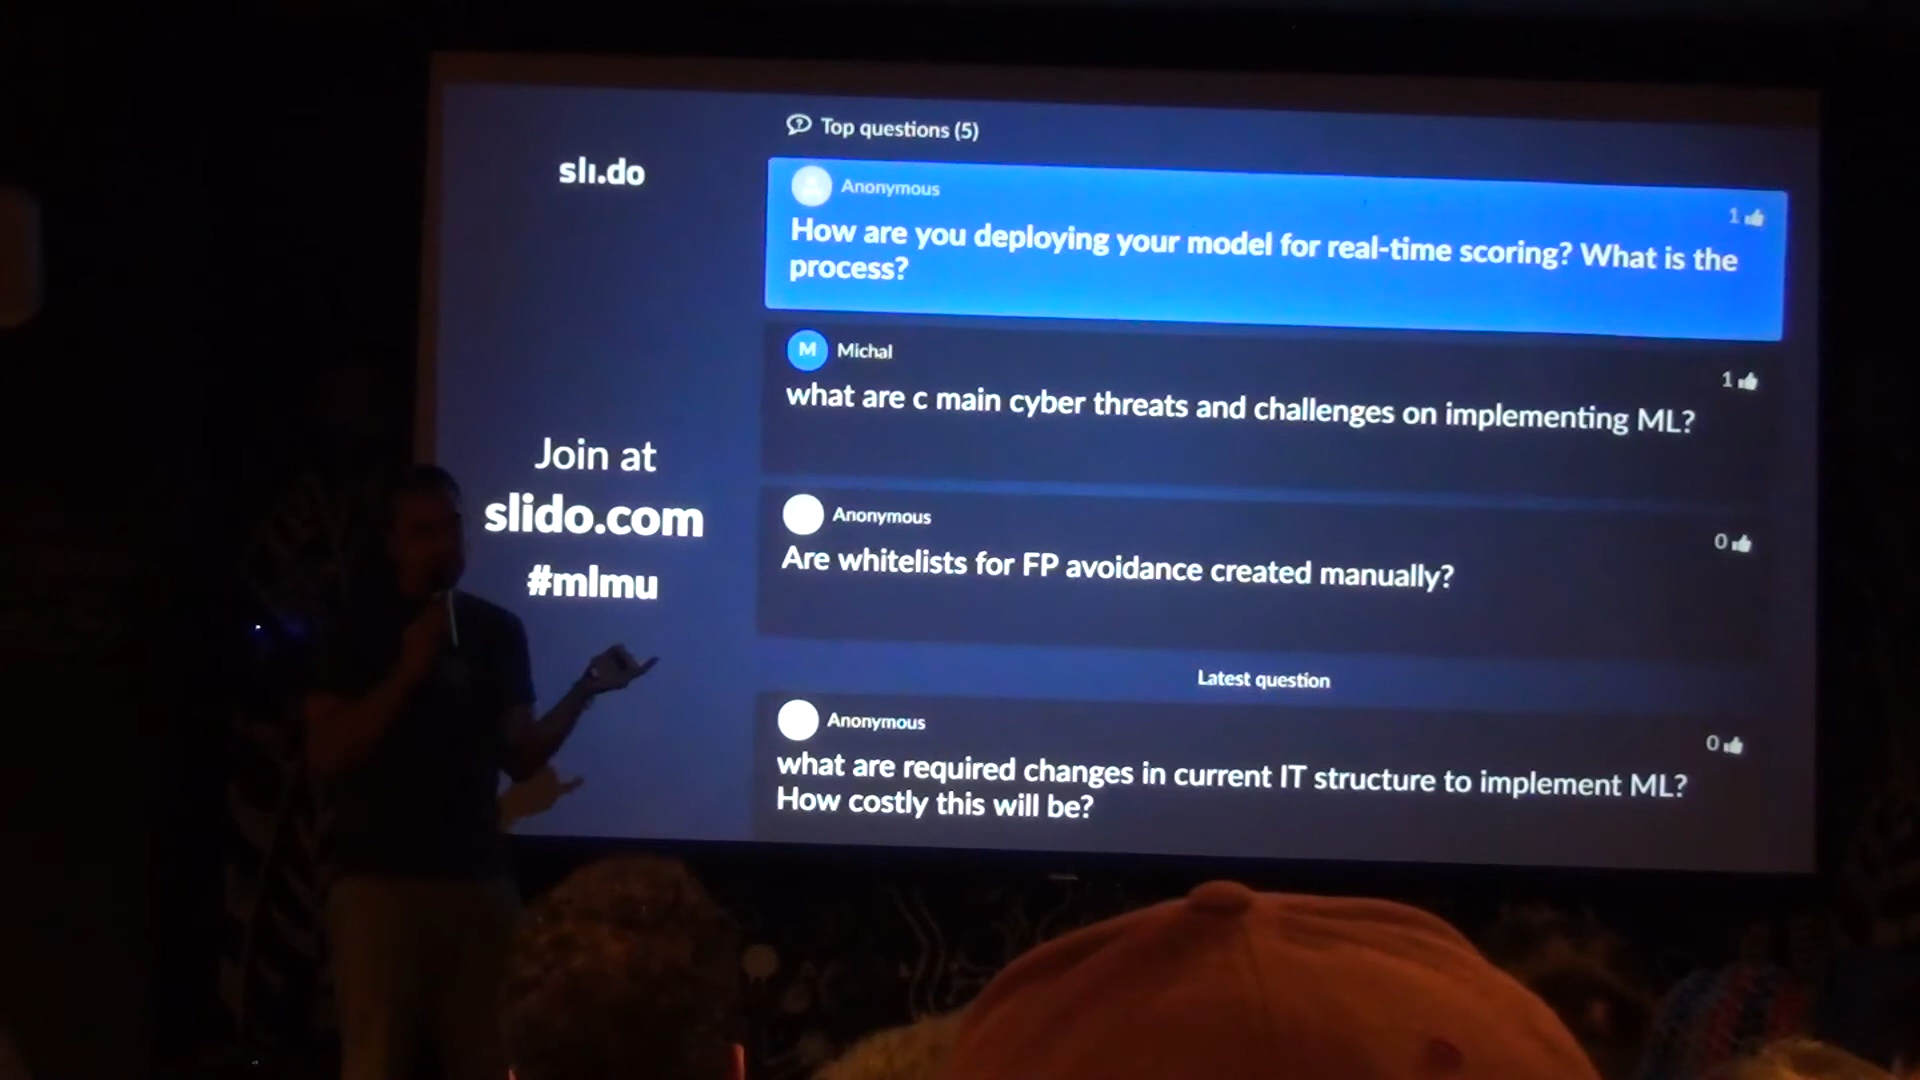 Top questions (5)
slı.do
Anonymous
1
How are you deploying your model for real-time scoring? What is the
process?
M Michal
1
what are c main cyber threats and challenges on implementing ML?
Join at
slido.com
#mlmu
Anonymous
0
Are whitelists for FP avoidance created manually?
Latest question
Anonymous
0
what are required changes in current IT structure to implement ML?
How costly this will be?